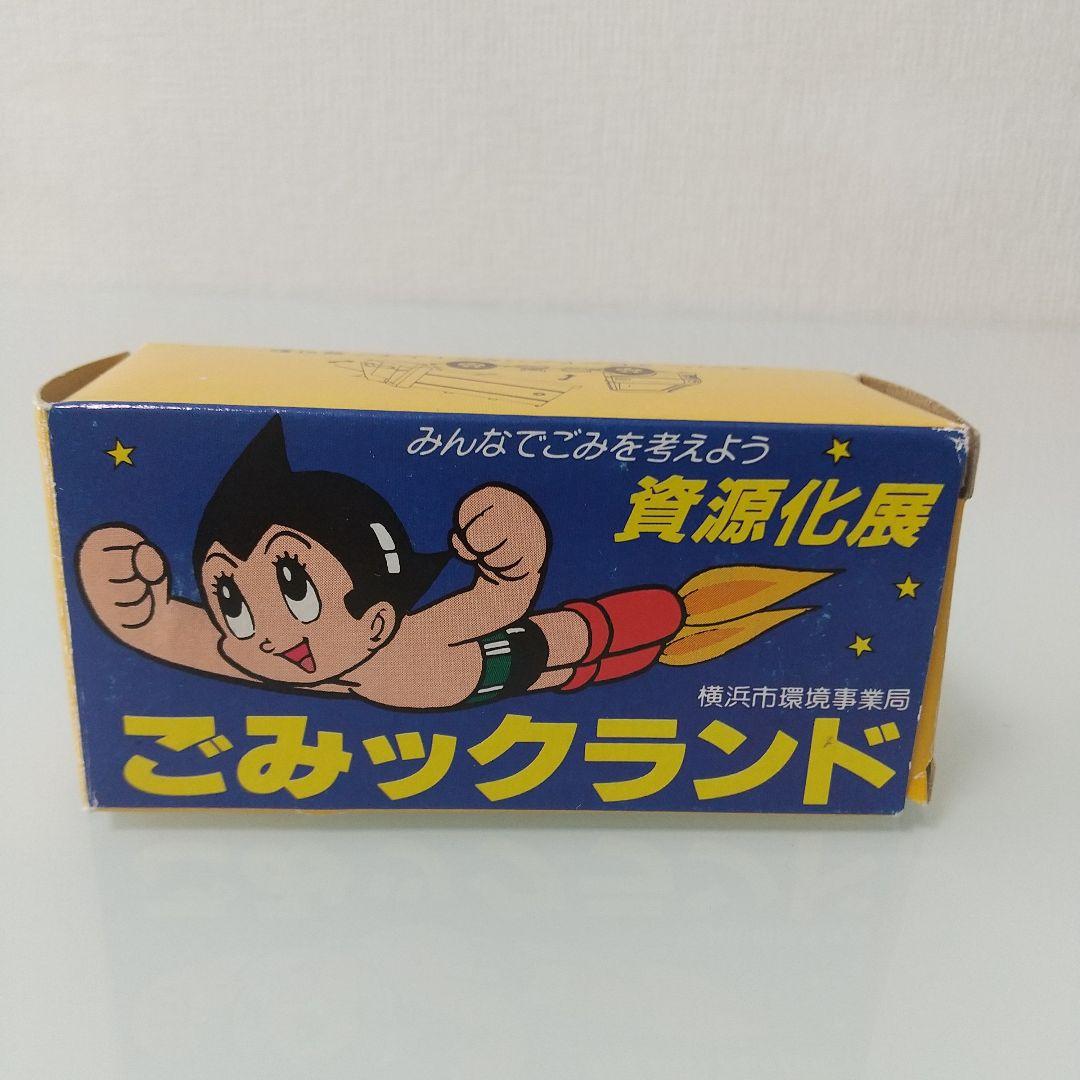 みんなでごみを考えよう
資源化展
横浜市環境事業局
ごみックランド